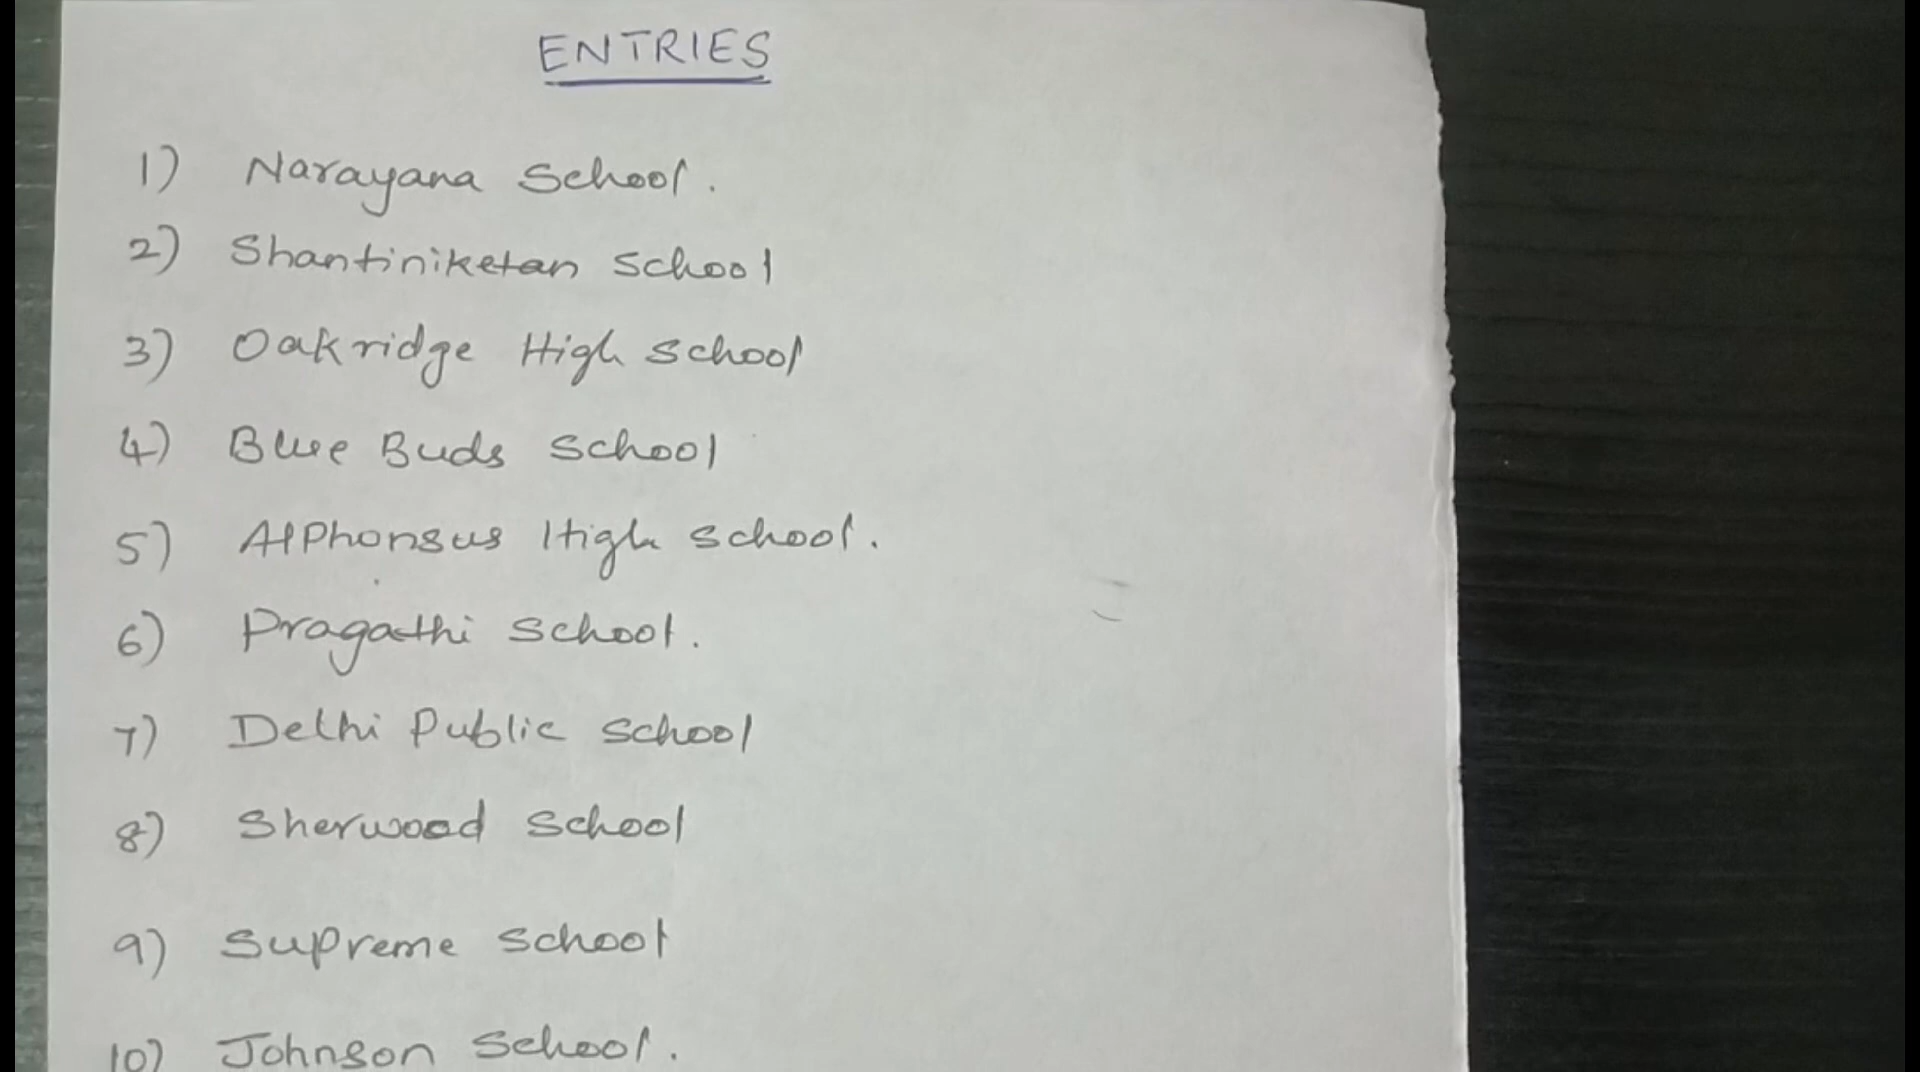 ENTRIES
1) Narayana School.
2) Shantiniketan School
3) Oakridge High School
4) Blue Buds School
5) Alphonsus High School.
6) Pragathi School.
7) Delhi Public School
8) Sherwood School
9) Supreme School
10) Johnson School.